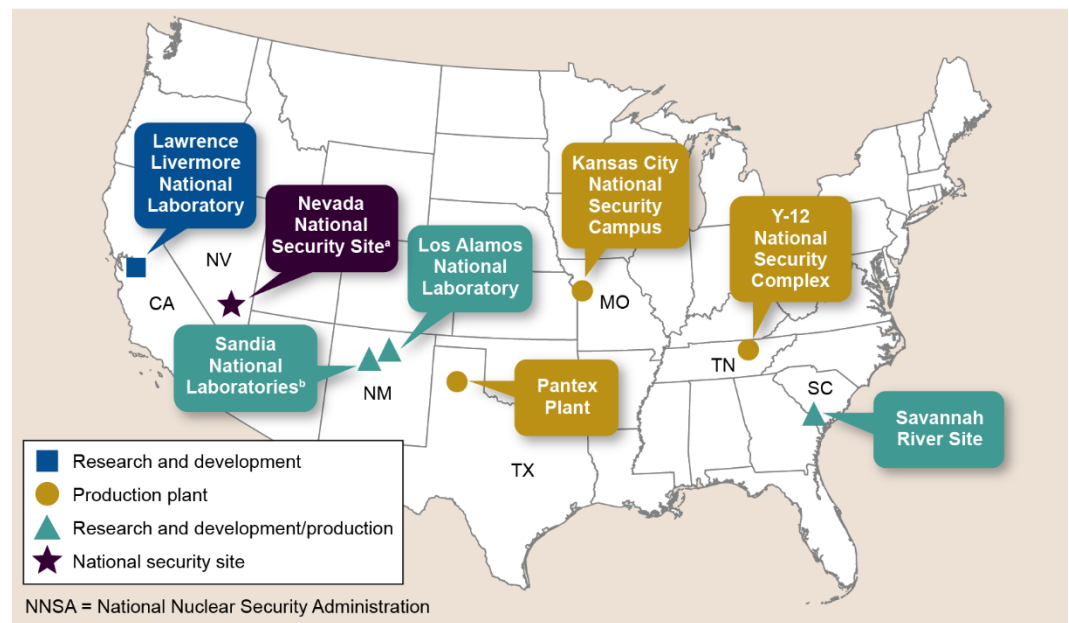 Lawrence
Livermore
National
Laboratory
Nevada
National
Security Siteᵃ
Los Alamos
National
Laboratory
Kansas City
National
Security
Campus
Y-12
National
Security
Complex
NV
CA
MO
Sandia
National
Laboratoriesᵇ
NM
Pantex
Plant
TN
SC
Savannah
River Site
TX
Research and development
Production plant
Research and development/production
National security site
NNSA = National Nuclear Security Administration